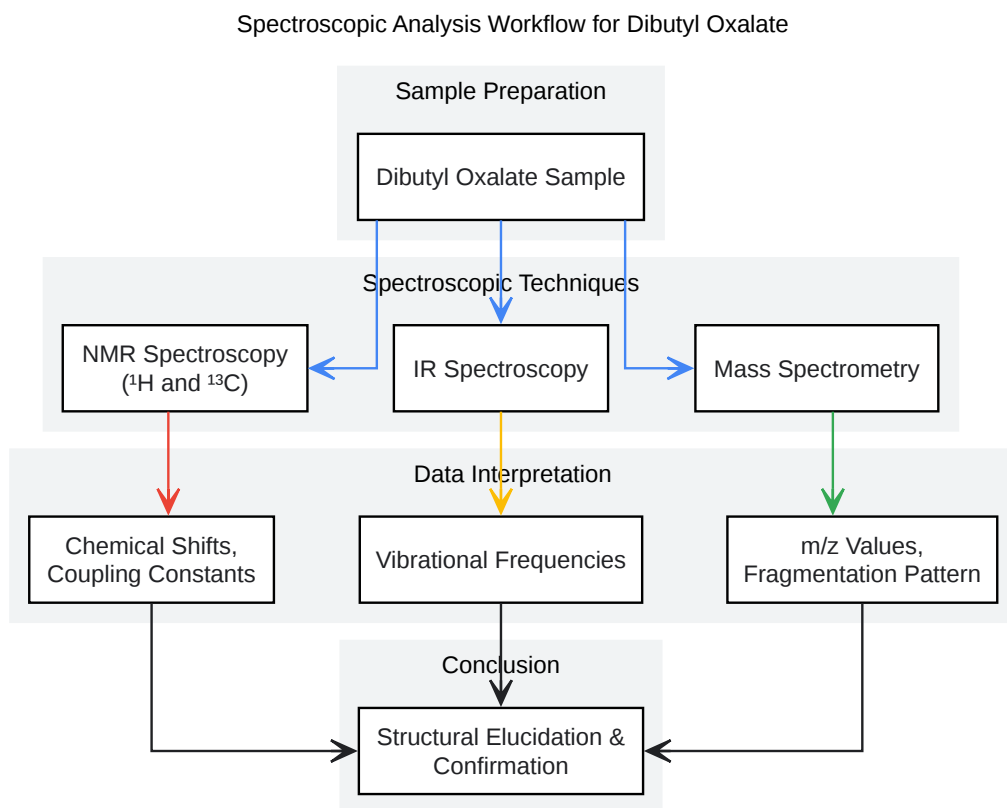 Spectroscopic Analysis Workflow for Dibutyl Oxalate
Sample Preparation
Dibutyl Oxalate Sample
Spectroscopic Techniques
NMR Spectroscopy
(¹H and ¹³C)
IR Spectroscopy
Mass Spectrometry
Data Interpretation
Chemical Shifts,
Coupling Constants
Vibrational Frequencies
m/z Values,
Fragmentation Pattern
Conclusion
Structural Elucidation &
Confirmation